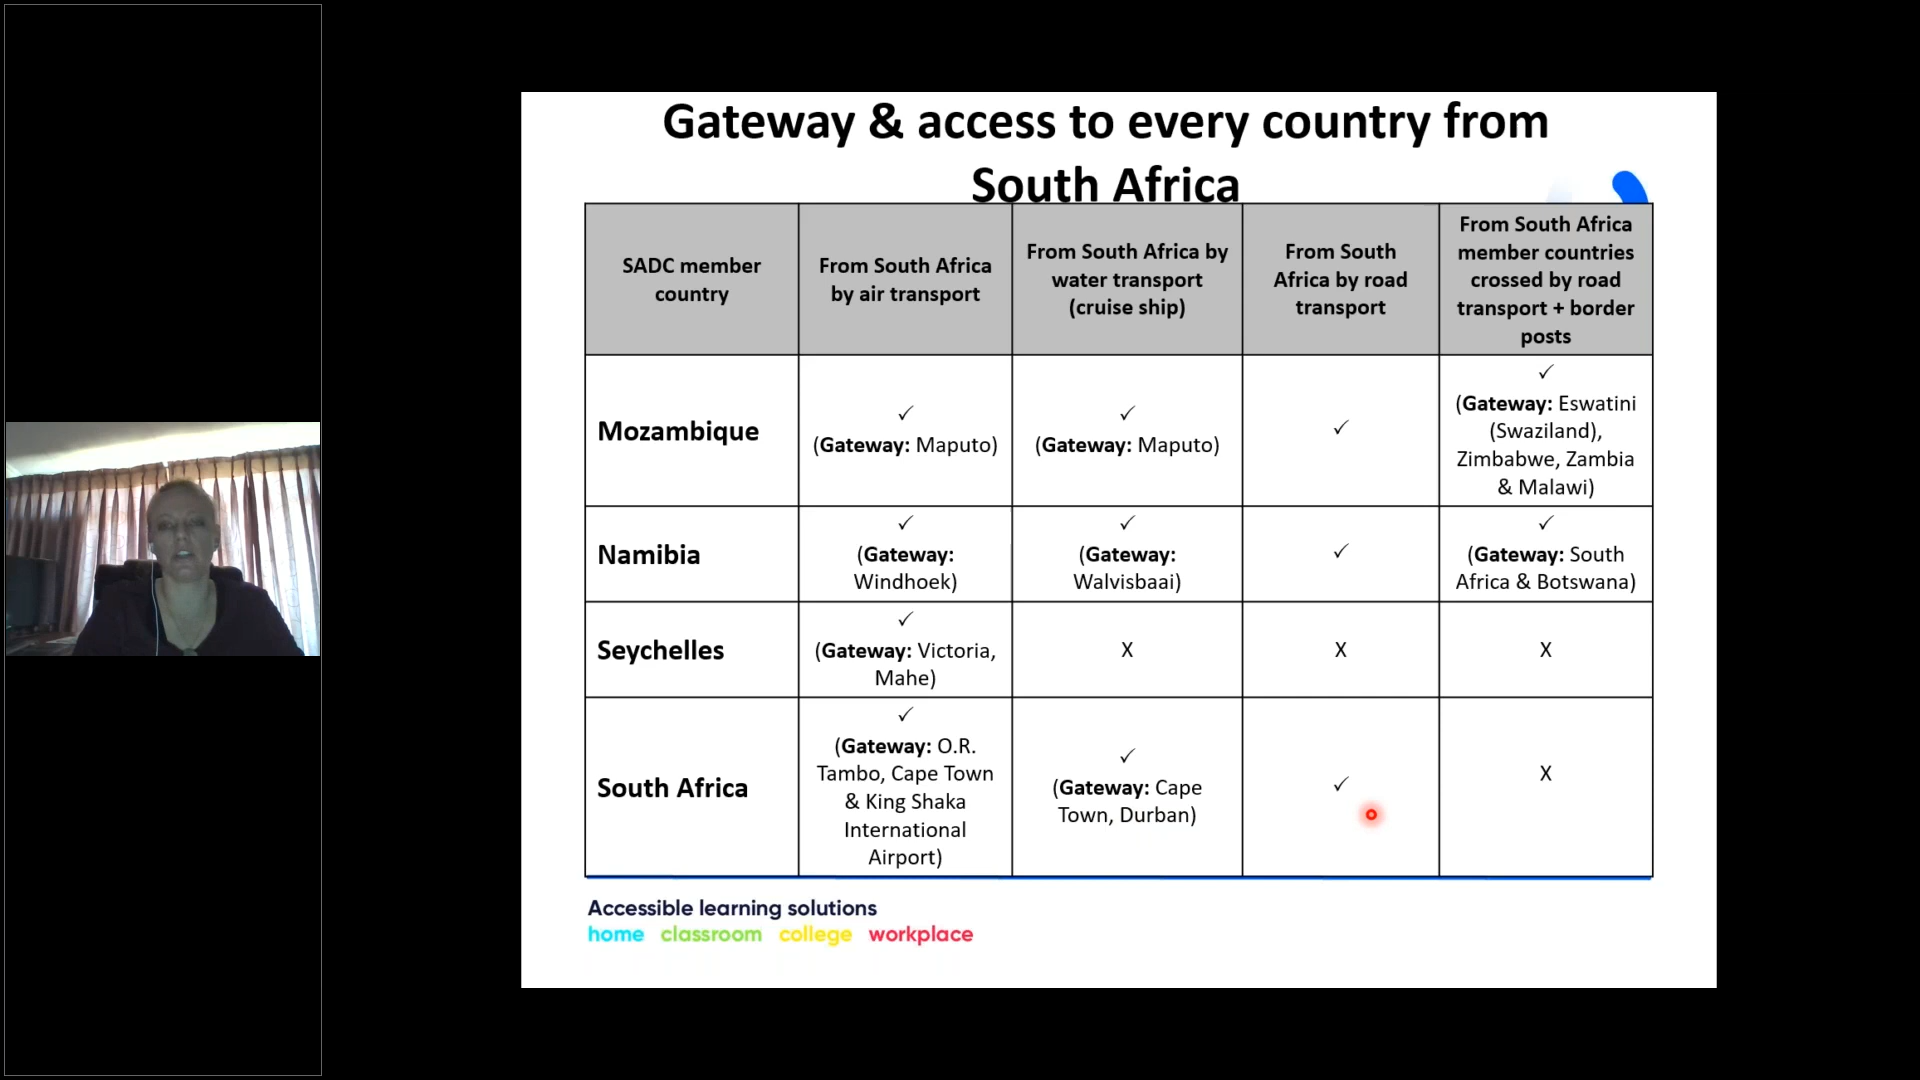 Gateway & access to every country from
South Africa
SADC member
country
From South Africa
by air transport
From South Africa by
water transport
(cruise ship)
From South
Africa by road
transport
From South Africa
member countries
crossed by road
transport + border
posts
Mozambique
✓
(Gateway: Maputo)
✓
(Gateway: Maputo)
✓
✓
(Gateway: Eswatini
(Swaziland),
Zimbabwe, Zambia
& Malawi)
Namibia
✓
(Gateway:
Windhoek)
✓
(Gateway:
Walvisbaai)
✓
✓
(Gateway: South
Africa & Botswana)
Seychelles
✓
(Gateway: Victoria,
Mahe)
X
X
X
South Africa
✓
(Gateway: O.R.
Tambo, Cape Town
& King Shaka
International
Airport)
✓
(Gateway: Cape
Town, Durban)
✓
X
Accessible learning solutions
home classroom college workplace